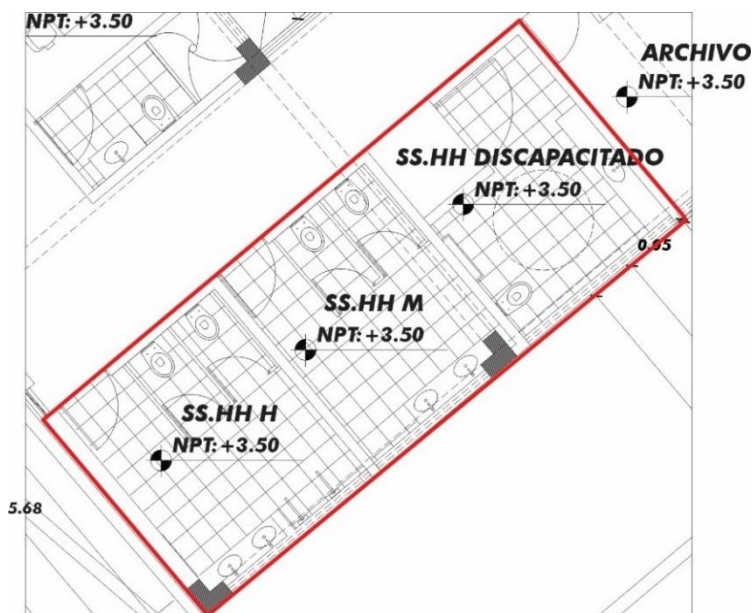 NPT: +3.50
ARCHIVO
NPT: +3.50
SS.HH DISCAPACITADO
NPT: +3.50
0.05
SS.HH M
NPT: +3.50
SS.HH H
NPT: +3.50
5.68